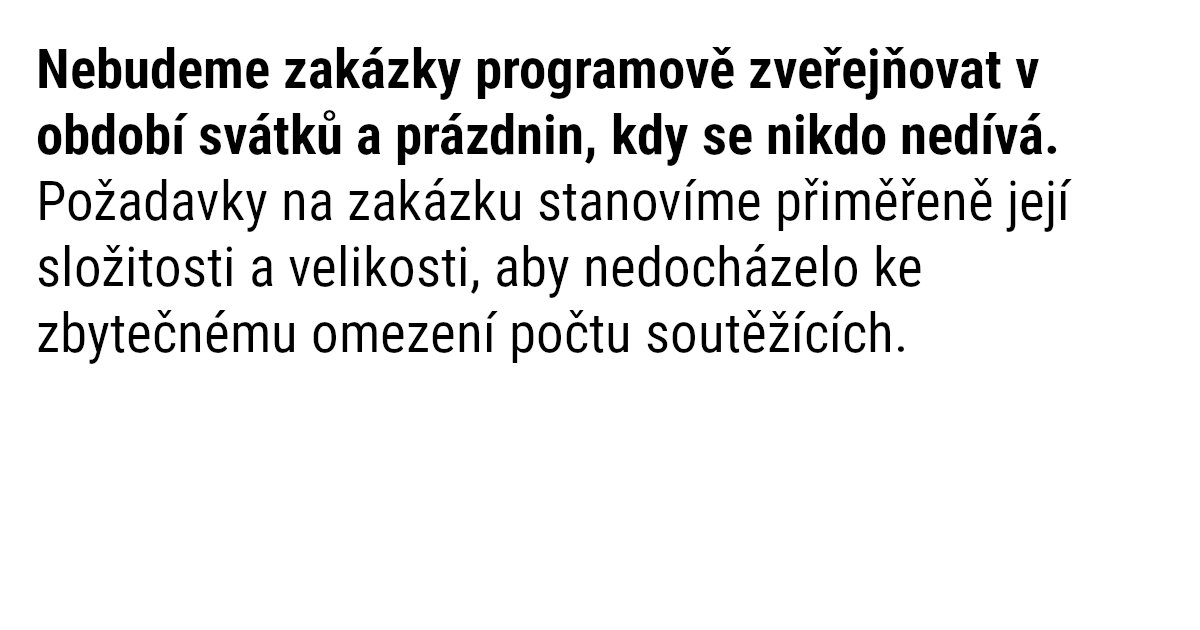 Nebudeme zakázky programově zveřejňovat v
období svátků a prázdnin, kdy se nikdo nedívá.
Požadavky na zakázku stanovíme přiměřeně její
složitosti a velikosti, aby nedocházelo ke
zbytečnému omezení počtu soutěžících.